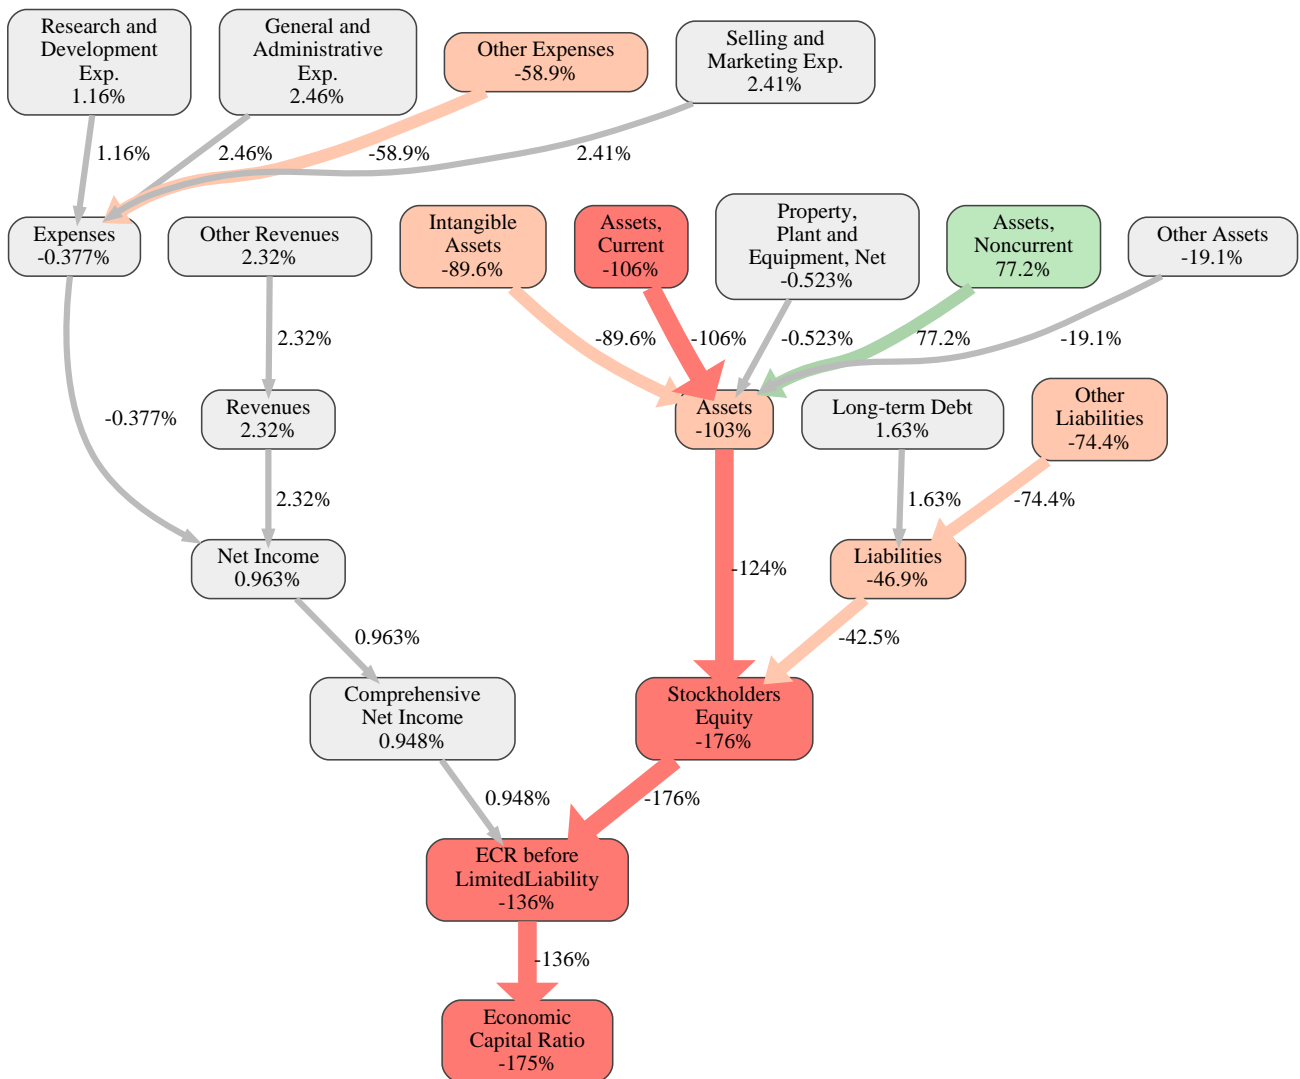 Research and
Development
Exp.
1.16%
General and
Administrative
Exp.
2.46%
Other Expenses
-58.9%
Selling and
Marketing Exp.
2.41%
1.16%
2.46%
-58.9%
2.41%
Expenses
-0.377%
Other Revenues
2.32%
Intangible
Assets
-89.6%
Assets,
Current
-106%
Property,
Plant and
Equipment, Net
-0.523%
Assets,
Noncurrent
77.2%
Other Assets
-19.1%
2.32%
-89.6%
-106%
-0.523%
77.2%
-19.1%
-0.377%
Revenues
2.32%
Assets
-103%
Long-term Debt
1.63%
Other
Liabilities
-74.4%
2.32%
1.63%
-74.4%
Net Income
0.963%
-124%
Liabilities
-46.9%
0.963%
-42.5%
Comprehensive
Net Income
0.948%
Stockholders
Equity
-176%
0.948%
-176%
ECR before
LimitedLiability
-136%
-136%
Economic
Capital Ratio
-175%